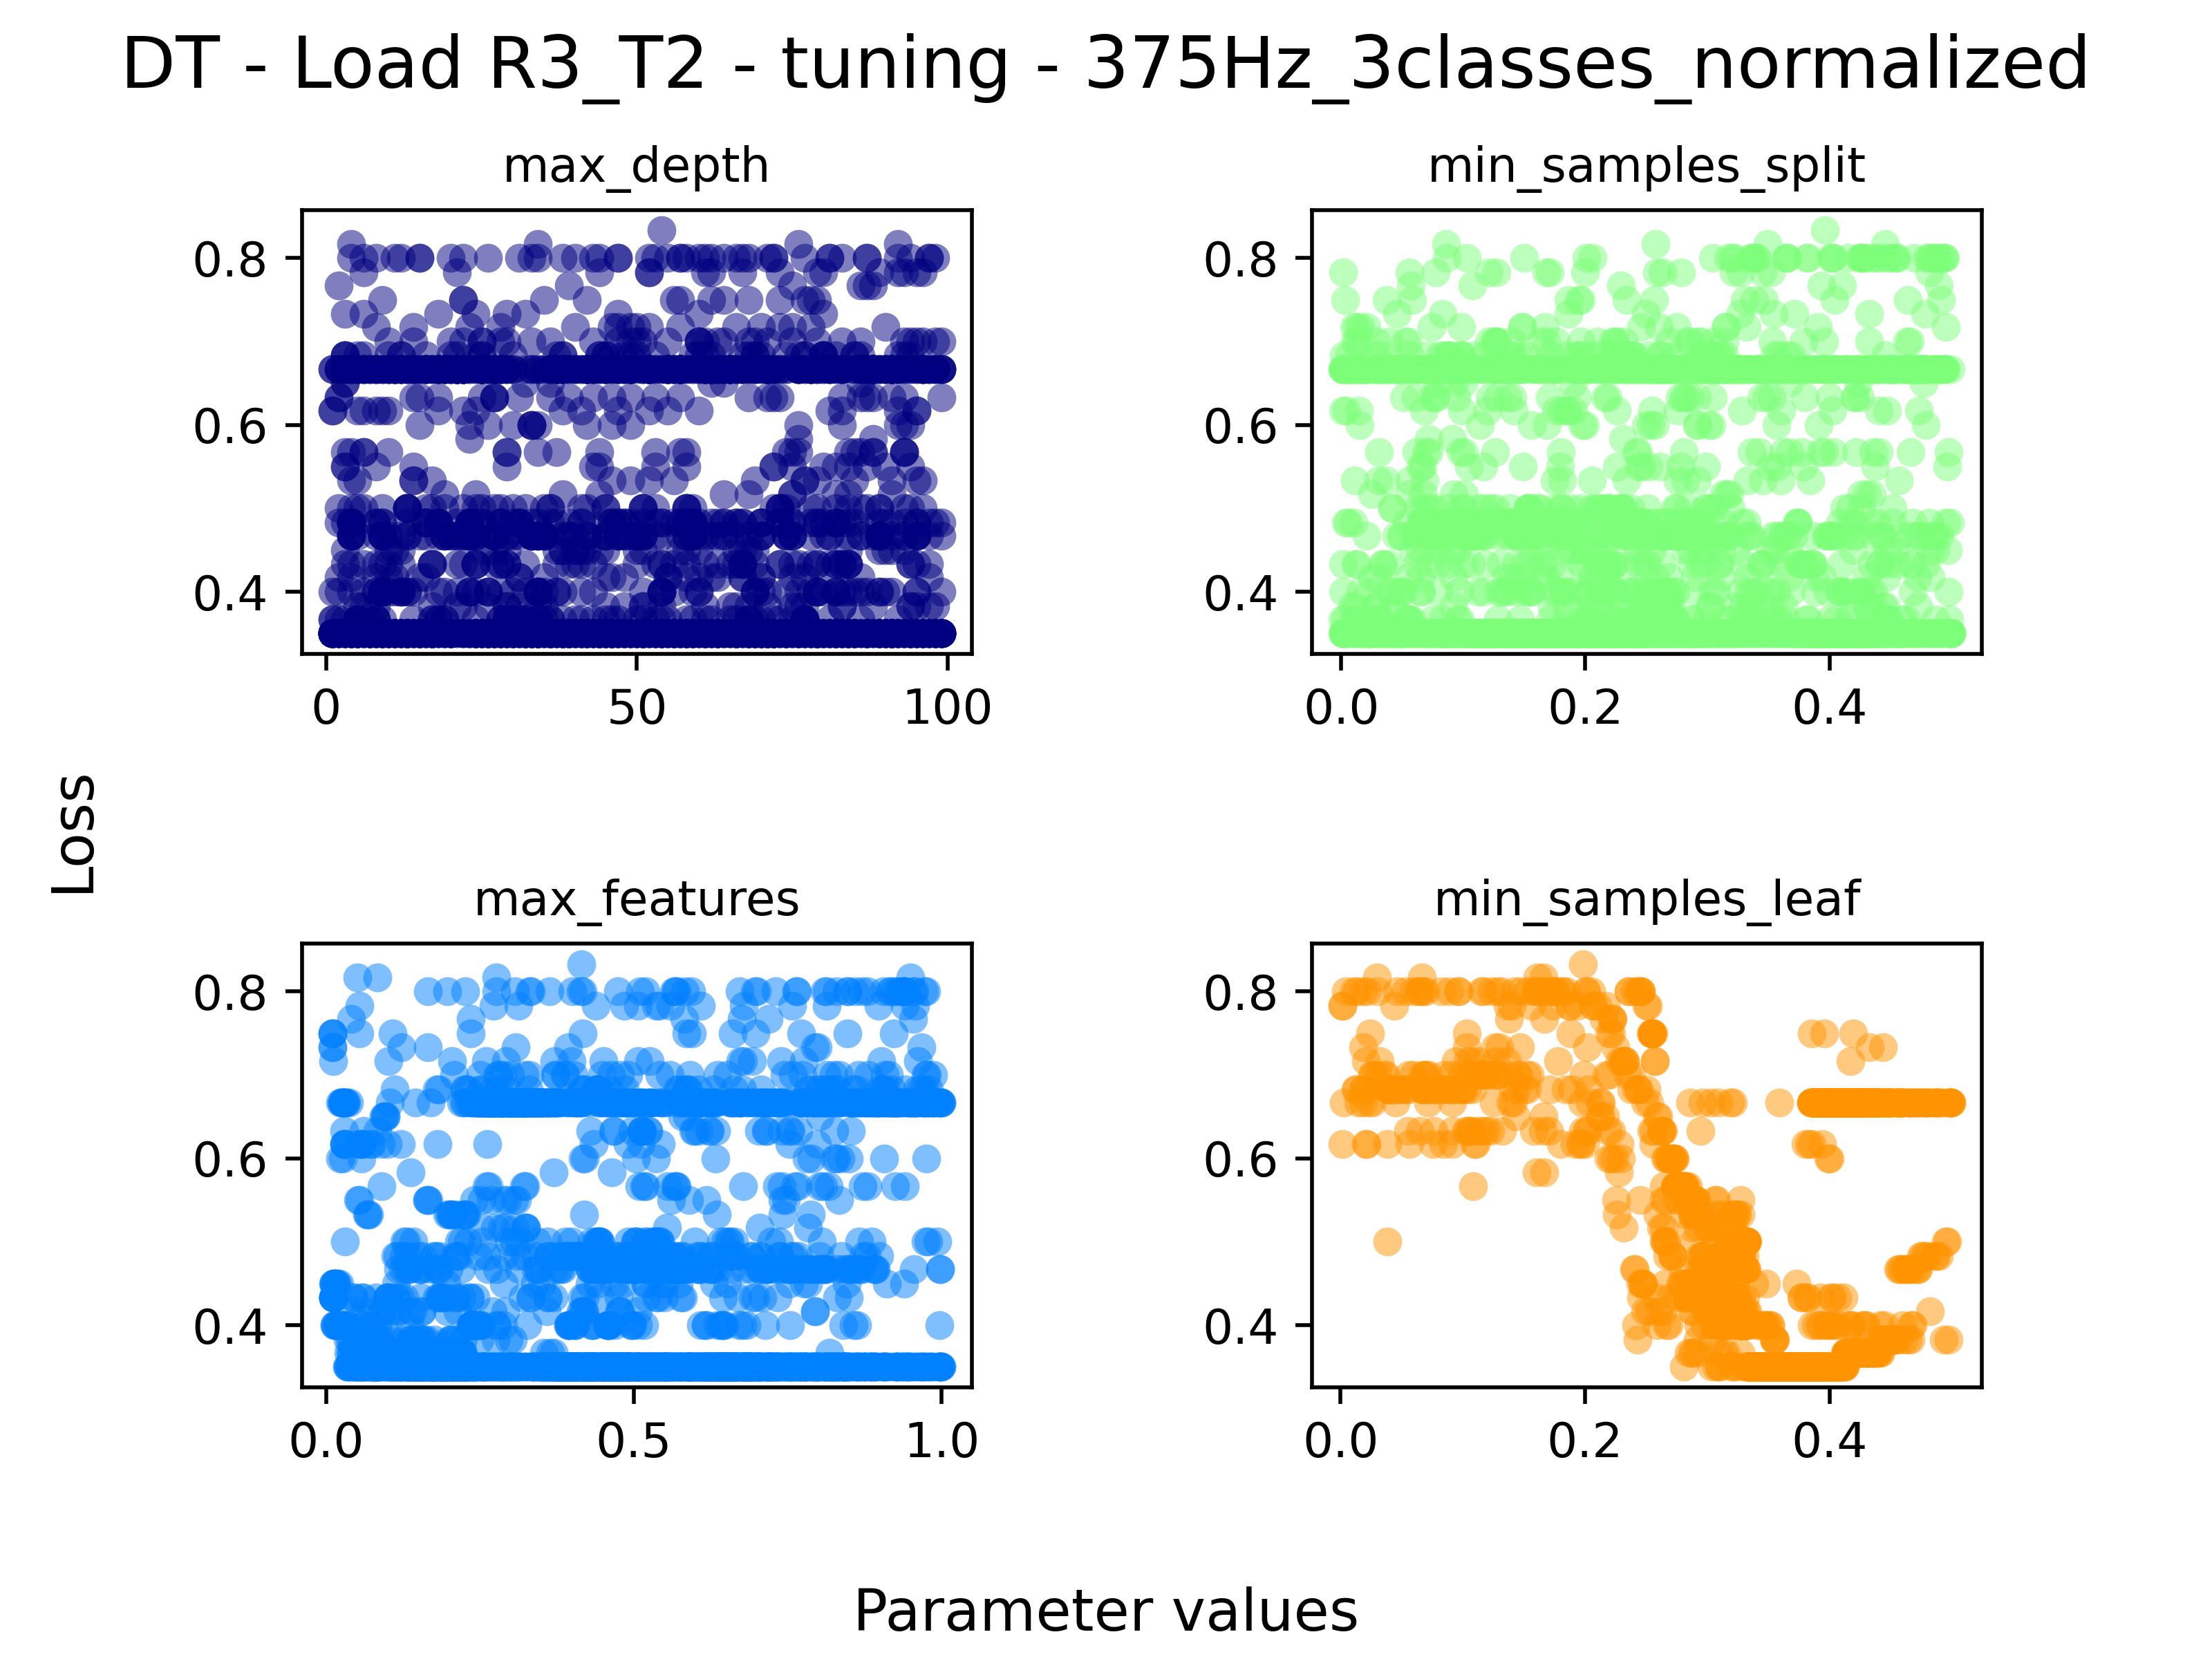 DT - Load R3_T2 - tuning - 375Hz_3classes_normalized
max_depth
min_samples_split
0.8
0.6
0.4
0 50 100
0.8
0.6
0.4
0.0 0.2 0.4
Loss
max_features
min_samples_leaf
0.8
0.6
0.4
0.0 0.5 1.0
0.8
0.6
0.4
0.0 0.2 0.4
Parameter values